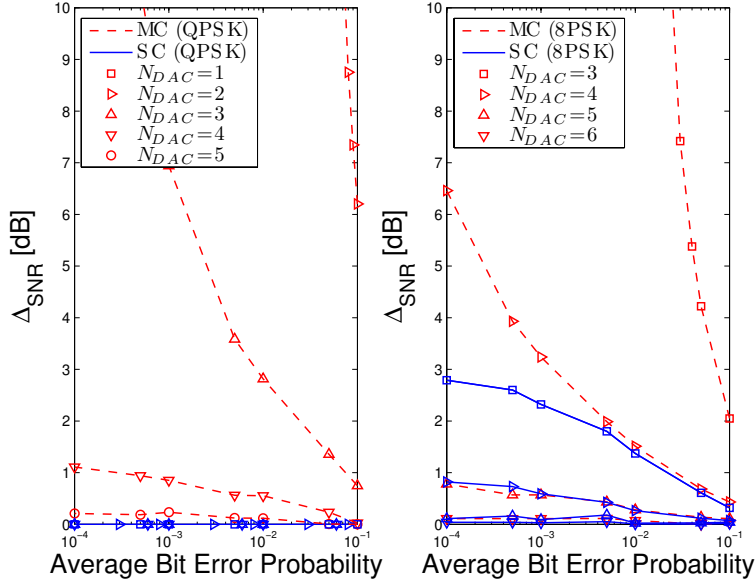 MC (QPSK)
SC (QPSK)
N_DAC=1
N_DAC=2
N_DAC=3
N_DAC=4
N_DAC=5
10
9
8
7
6
5
4
3
2
1
0
Δ_SNR [dB]
10^-4 10^-3 10^-2 10^-1
Average Bit Error Probability
MC (8PSK)
SC (8PSK)
N_DAC=3
N_DAC=4
N_DAC=5
N_DAC=6
10
9
8
7
6
5
4
3
2
1
0
Δ_SNR [dB]
10^-4 10^-3 10^-2 10^-1
Average Bit Error Probability